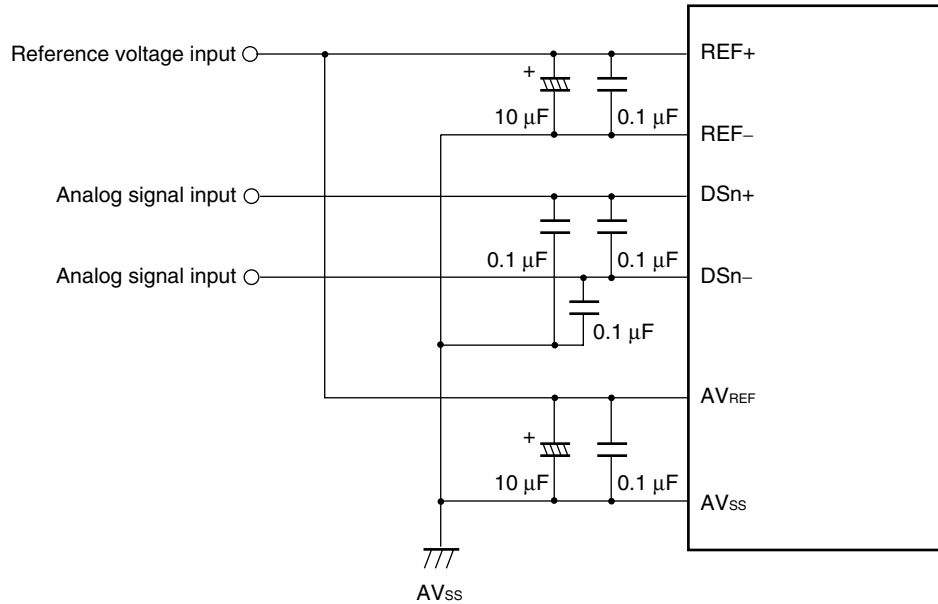 Reference voltage input
REF+
+
10 μF
0.1 μF
REF−
Analog signal input
DSn+
0.1 μF
0.1 μF
Analog signal input
DSn−
0.1 μF
AVREF
+
10 μF
0.1 μF
AVSS
AVSS